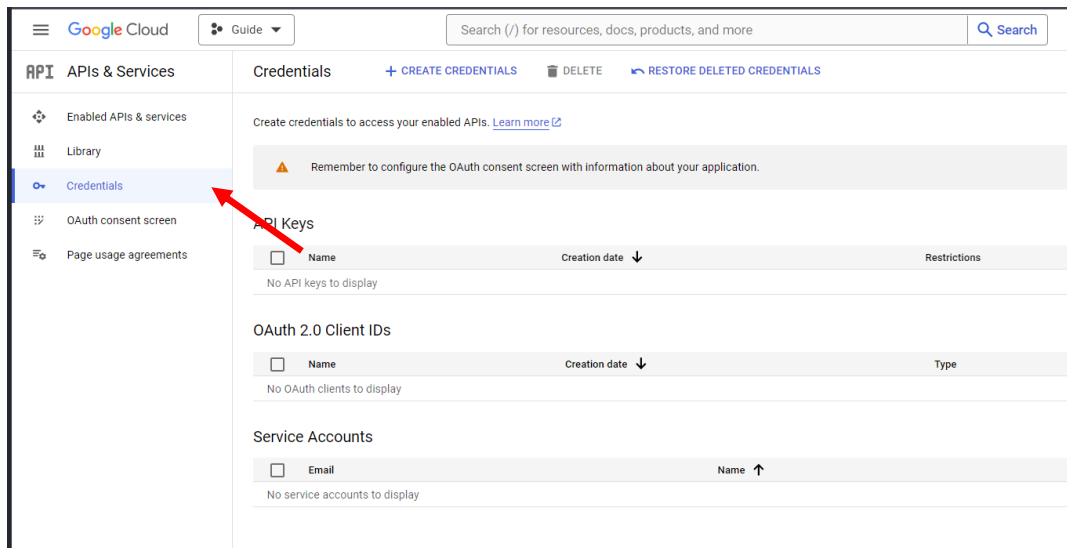 Google Cloud
Guide
Search (/) for resources, docs, products, and more
Search
API APIs & Services
Credentials
CREATE CREDENTIALS
DELETE
RESTORE DELETED CREDENTIALS
Enabled APIs & services
Library
Credentials
OAuth consent screen
Page usage agreements
Create credentials to access your enabled APIs. Learn more
Remember to configure the OAuth consent screen with information about your application.
API Keys
Name Creation date Restrictions
No API keys to display
OAuth 2.0 Client IDs
Name Creation date Type
No OAuth clients to display
Service Accounts
Email Name
No service accounts to display